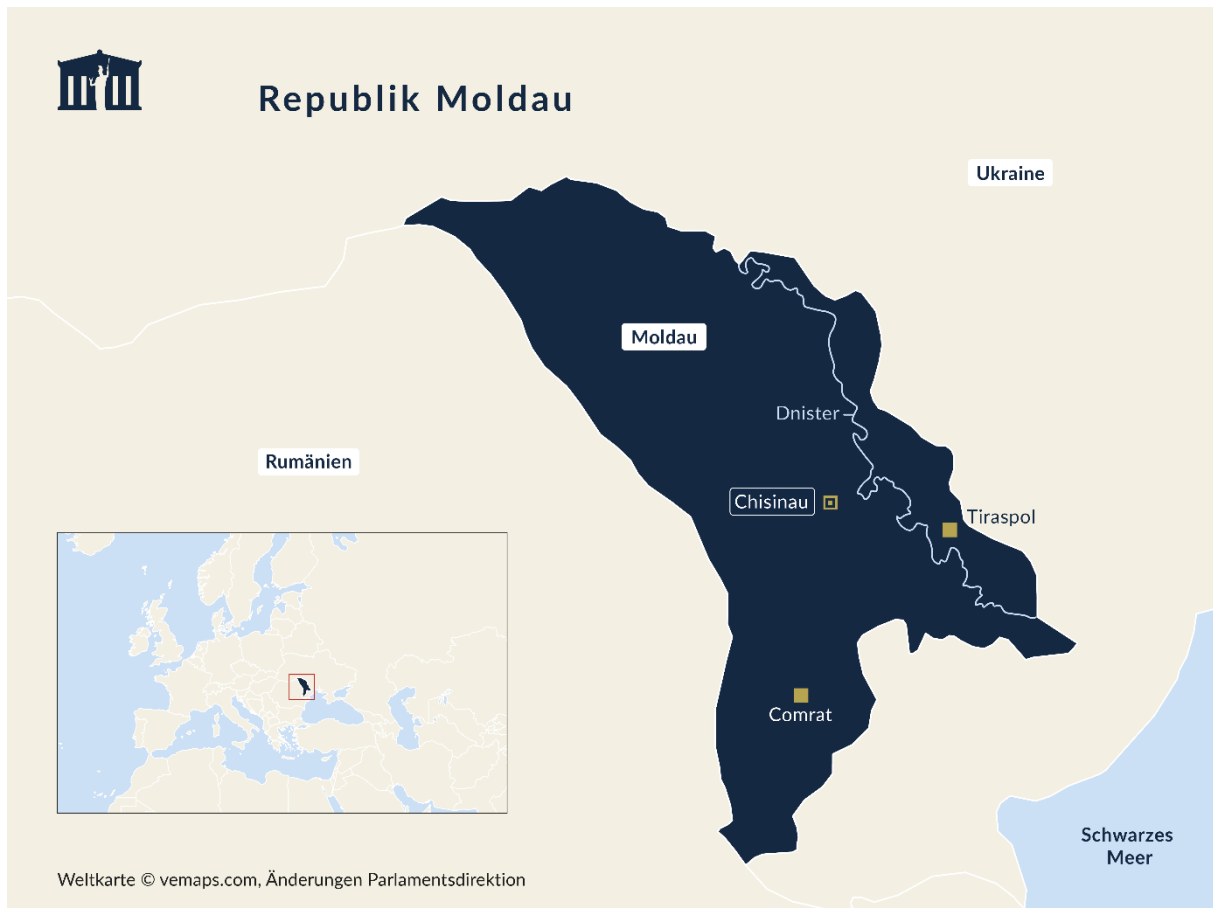 Republik Moldau
Ukraine
Moldau
Dnister
Rumänien
Chisinau
Tiraspol
Comrat
Schwarzes
Meer
Weltkarte © vemaps.com, Änderungen Parlamentsdirektion